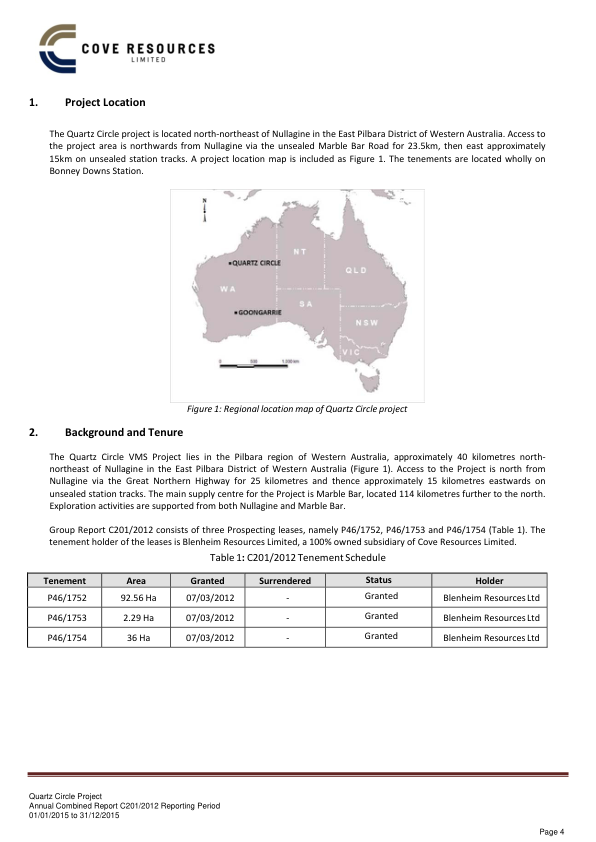 COVE RESOURCES
LIMITED
1. Project Location
The Quartz Circle project is located north-northeast of Nullagine in the East Pilbara District of Western Australia. Access to
the project area is northwards from Nullagine via the unsealed Marble Bar Road for 23.5km, then east approximately
15km on unsealed station tracks. A project location map is included as Figure 1. The tenements are located wholly on
Bonney Downs Station.
N
NT
QUARTZ CIRCLE
QLD
WA
SA
GOONGARRIE
NSW
VIC
0
Figure 1: Regional location map of Quartz Circle project
2. Background and Tenure
The Quartz Circle VMS Project lies in the Pilbara region of Western Australia, approximately 40 kilometres north-
northeast of Nullagine in the East Pilbara District of Western Australia (Figure 1). Access to the Project is north from
Nullagine via the Great Northern Highway for 25 kilometres and thence approximately 15 kilometres eastwards on
unsealed station tracks. The main supply centre for the Project is Marble Bar, located 114 kilometres further to the north.
Exploration activities are supported from both Nullagine and Marble Bar.
Group Report C201/2012 consists of three Prospecting leases, namely P46/1752, P46/1753 and P46/1754 (Table 1). The
tenement holder of the leases is Blenheim Resources Limited, a 100% owned subsidiary of Cove Resources Limited.
Table 1: C201/2012 Tenement Schedule
Tenement Area Granted Surrendered Status Holder
P46/1752 92.56 Ha 07/03/2012 - Granted Blenheim Resources Ltd
P46/1753 2.29 Ha 07/03/2012 - Granted Blenheim Resources Ltd
P46/1754 36 Ha 07/03/2012 - Granted Blenheim Resources Ltd
Quartz Circle Project
Annual Combined Report C201/2012 Reporting Period
01/01/2015 to 31/12/2015
Page 4